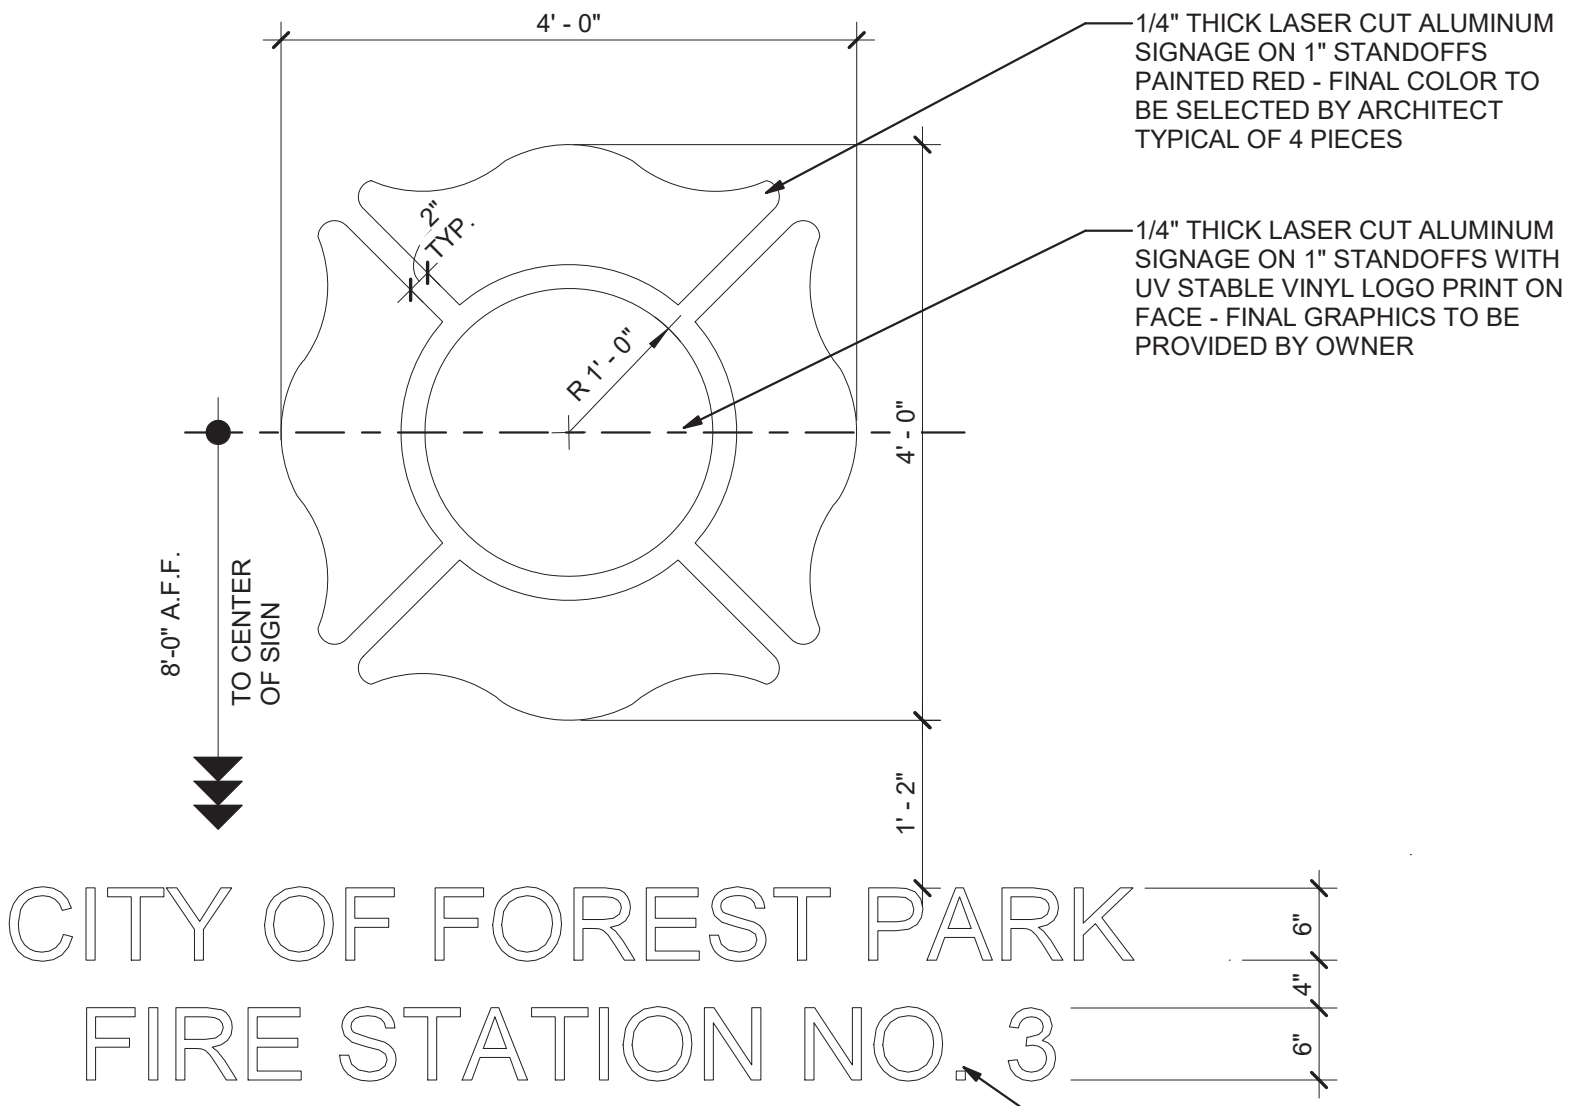 4' - 0"
1/4" THICK LASER CUT ALUMINUM
SIGNAGE ON 1" STANDOFFS
PAINTED RED - FINAL COLOR TO
BE SELECTED BY ARCHITECT
TYPICAL OF 4 PIECES
2"
TYP.
1/4" THICK LASER CUT ALUMINUM
SIGNAGE ON 1" STANDOFFS WITH
UV STABLE VINYL LOGO PRINT ON
FACE - FINAL GRAPHICS TO BE
PROVIDED BY OWNER
R 1' - 0"
4' - 0"
8'-0" A.F.F.
TO CENTER
OF SIGN
1' - 2"
CITY OF FOREST PARK
6"
4"
FIRE STATION NO. 3
6"